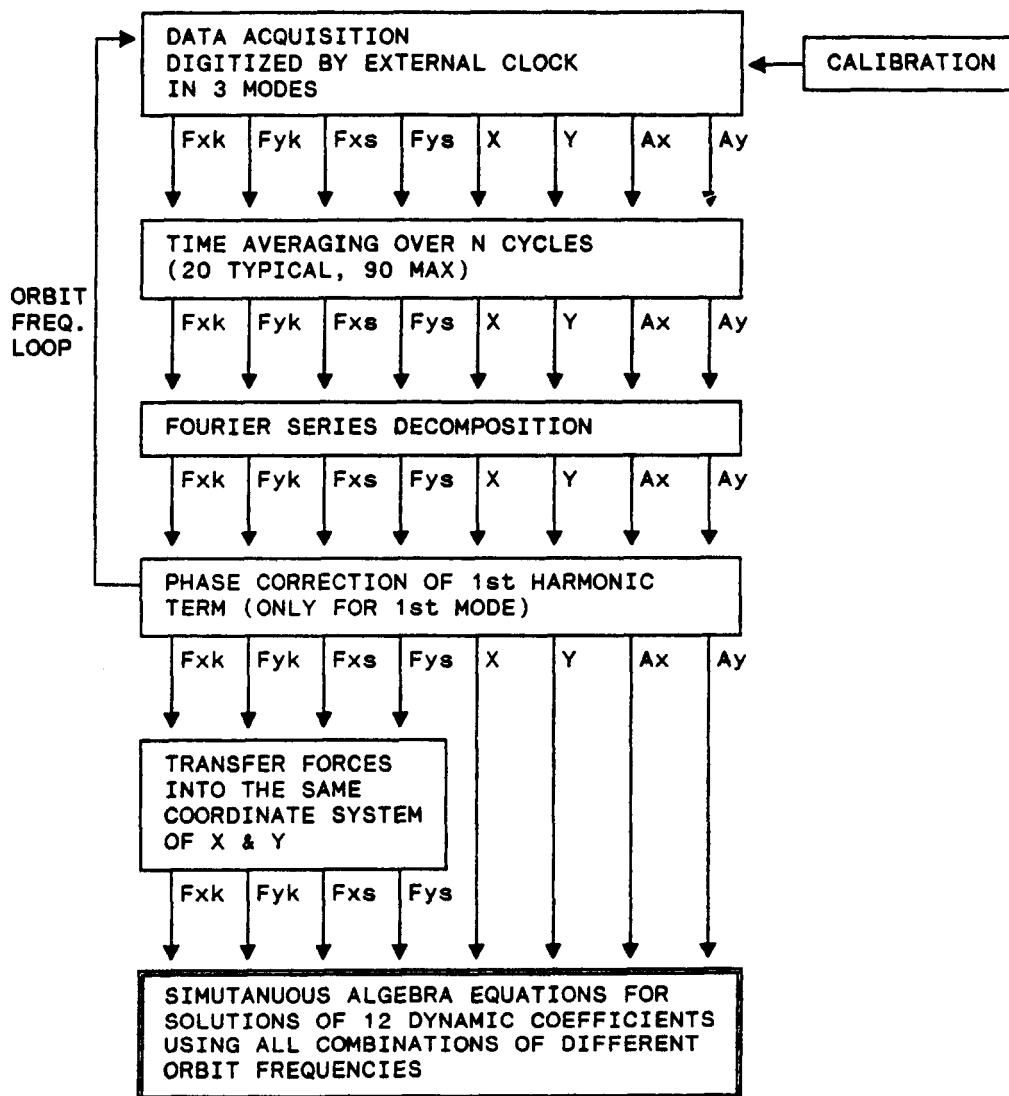 DATA ACQUISITION
DIGITIZED BY EXTERNAL CLOCK
IN 3 MODES
CALIBRATION
Fxk Fyk Fxs Fys X Y Ax Ay
TIME AVERAGING OVER N CYCLES
(20 TYPICAL, 90 MAX)
ORBIT
FREQ.
LOOP
Fxk Fyk Fxs Fys X Y Ax Ay
FOURIER SERIES DECOMPOSITION
Fxk Fyk Fxs Fys X Y Ax Ay
PHASE CORRECTION OF 1st HARMONIC
TERM (ONLY FOR 1st MODE)
Fxk Fyk Fxs Fys X Y Ax Ay
TRANSFER FORCES
INTO THE SAME
COORDINATE SYSTEM
OF X & Y
Fxk Fyk Fxs Fys
SIMUTANUOUS ALGEBRA EQUATIONS FOR
SOLUTIONS OF 12 DYNAMIC COEFFICIENTS
USING ALL COMBINATIONS OF DIFFERENT
ORBIT FREQUENCIES